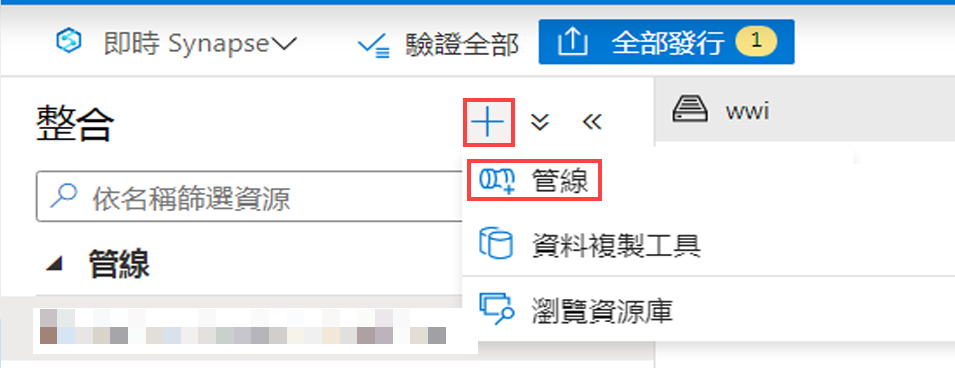 即時 Synapse
驗證全部
全部發行 1
整合
wwi
管線
依名稱篩選資源
資料複製工具
管線
瀏覽資源庫